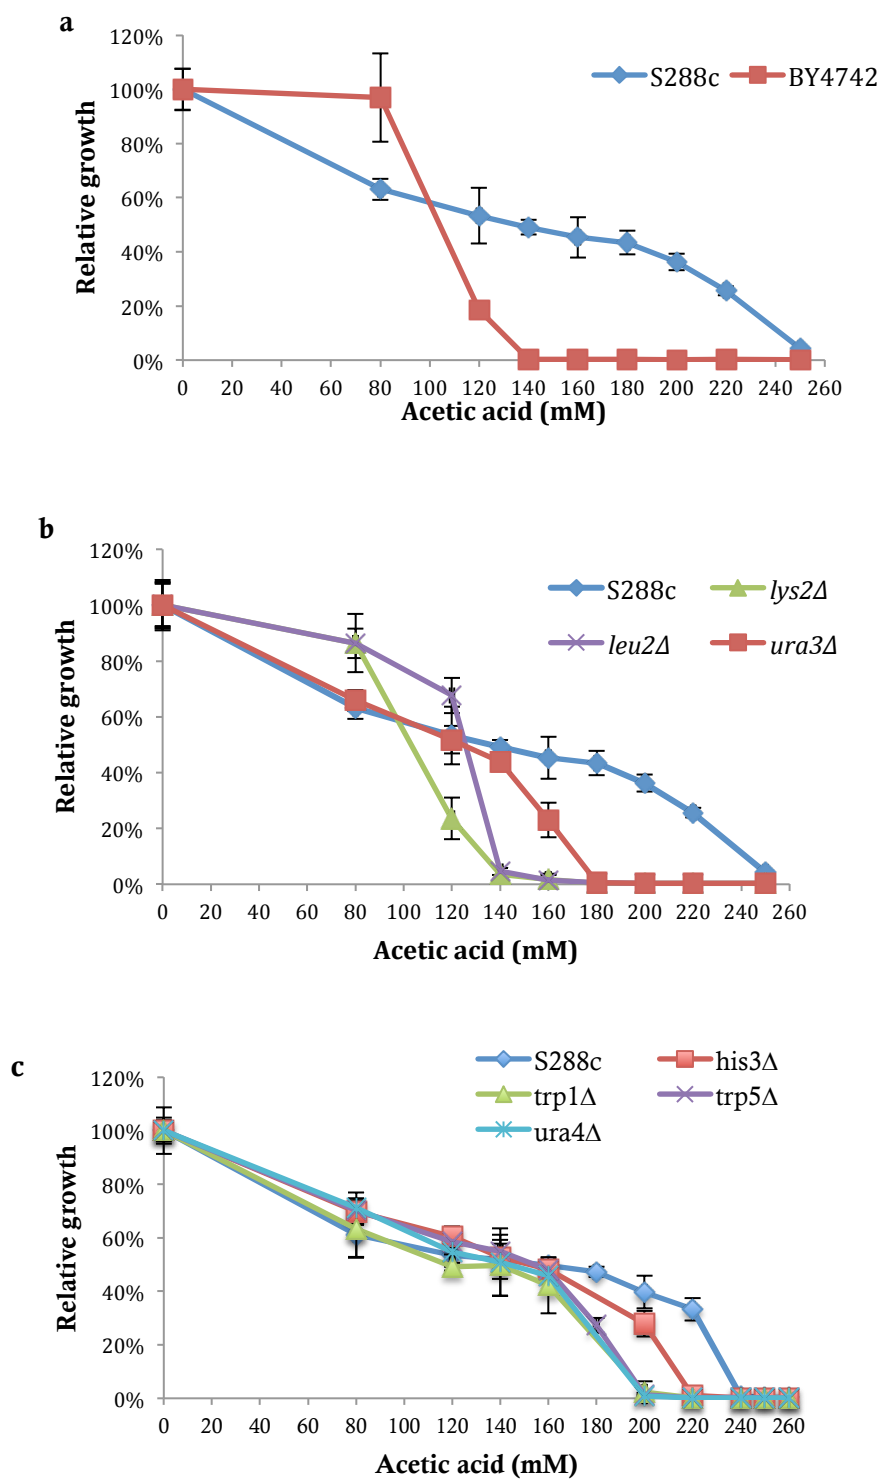 a
120%
S288c BY4742
100%
80%
60%
40%
20%
0%
Relative growth
0 20 40 60 80 100 120 140 160 180 200 220 240 260
Acetic acid (mM)
b
120%
S288c lys2Δ
leu2Δ ura3Δ
100%
80%
60%
40%
20%
0%
Relative growth
0 20 40 60 80 100 120 140 160 180 200 220 240 260
Acetic acid (mM)
c
S288c his3Δ
trp1Δ trp5Δ
ura4Δ
120%
100%
80%
60%
40%
20%
0%
Relative growth
0 20 40 60 80 100 120 140 160 180 200 220 240 260
Acetic acid (mM)